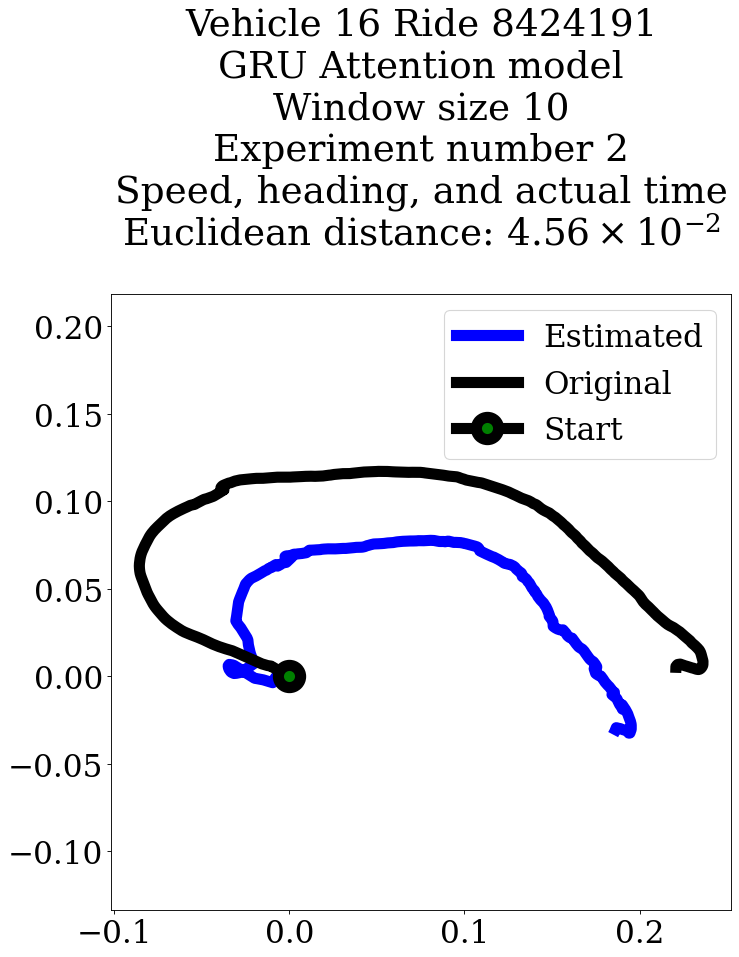 Vehicle 16 Ride 8424191
GRU Attention model
Window size 10
Experiment number 2
Speed, heading, and actual time
Euclidean distance: 4.56 × 10⁻²
Estimated
Original
Start
0.20
0.15
0.10
0.05
0.00
−0.05
−0.10
−0.1 0.0 0.1 0.2